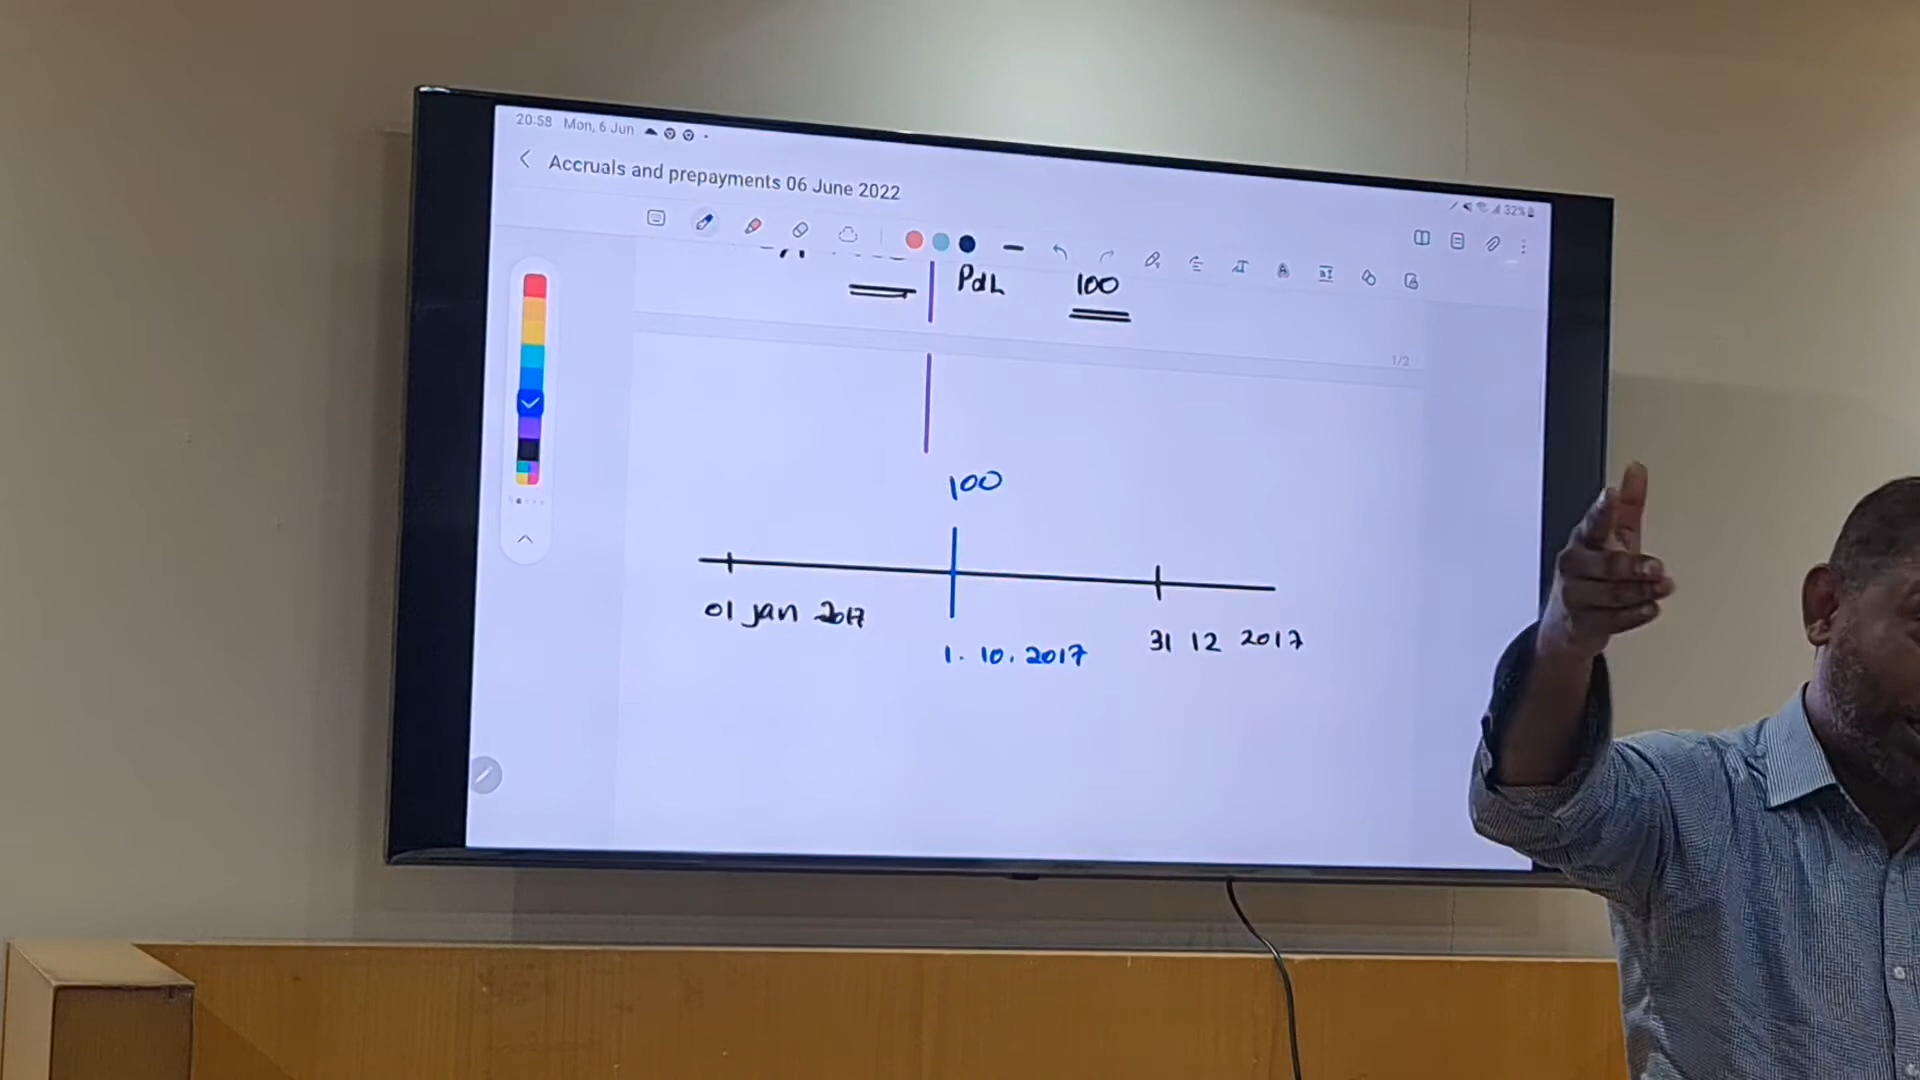 20:58 Mon, 6 Jun
32%
Accruals and prepayments 06 June 2022
100
1/2
100
01 Jan 2017
1. 10. 2017
31 12 2017